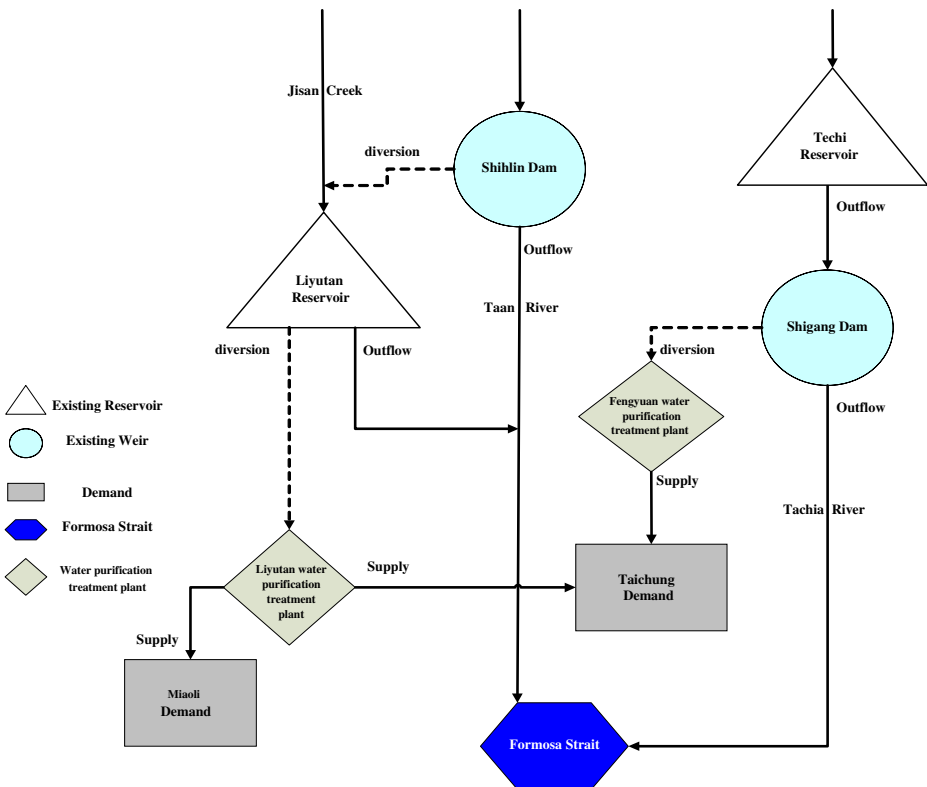 Jisan Creek
diversion
Shihlin Dam
Techi
Reservoir
Outflow
Outflow
Liyutan
Reservoir
Taan River
Shigang Dam
diversion
Outflow
diversion
Existing Reservoir
Fengyuan water
purification
treatment plant
Outflow
Existing Weir
Supply
Demand
Tachia River
Formosa Strait
Water purification
treatment plant
Liyutan water
purification
treatment
plant
Supply
Taichung
Demand
Supply
Miaoli
Demand
Formosa Strait